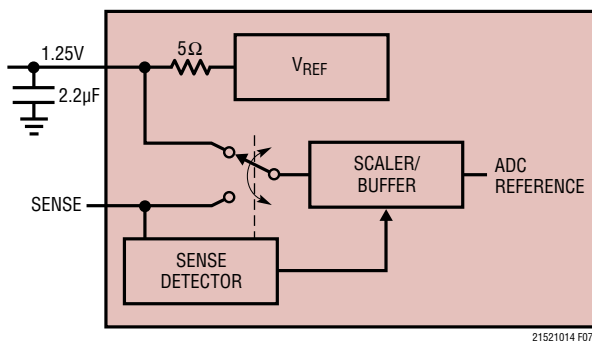 1.25V
5Ω
VREF
2.2µF
SCALER/
BUFFER
ADC
REFERENCE
SENSE
SENSE
DETECTOR
21521014 F07